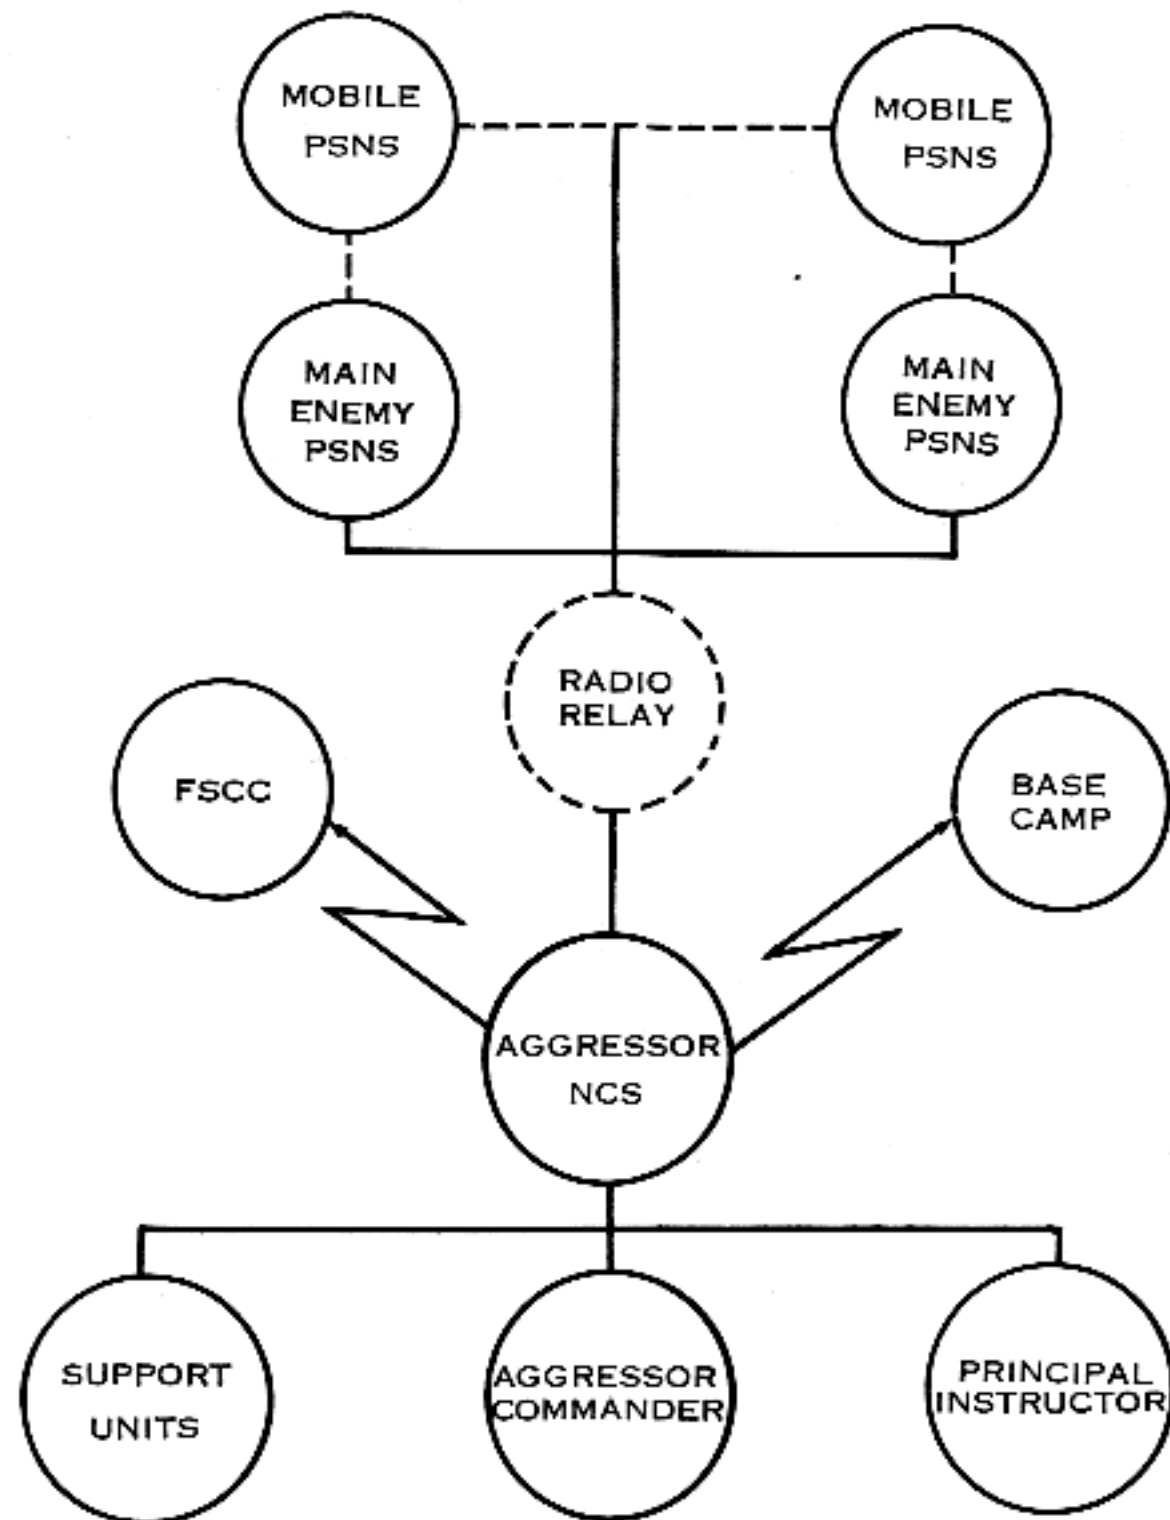 MOBILE
PSNS
MOBILE
PSNS
MAIN
ENEMY
PSNS
MAIN
ENEMY
PSNS
RADIO
RELAY
FSCC
BASE
CAMP
AGGRESSOR
NCS
SUPPORT
UNITS
AGGRESSOR
COMMANDER
PRINCIPAL
INSTRUCTOR